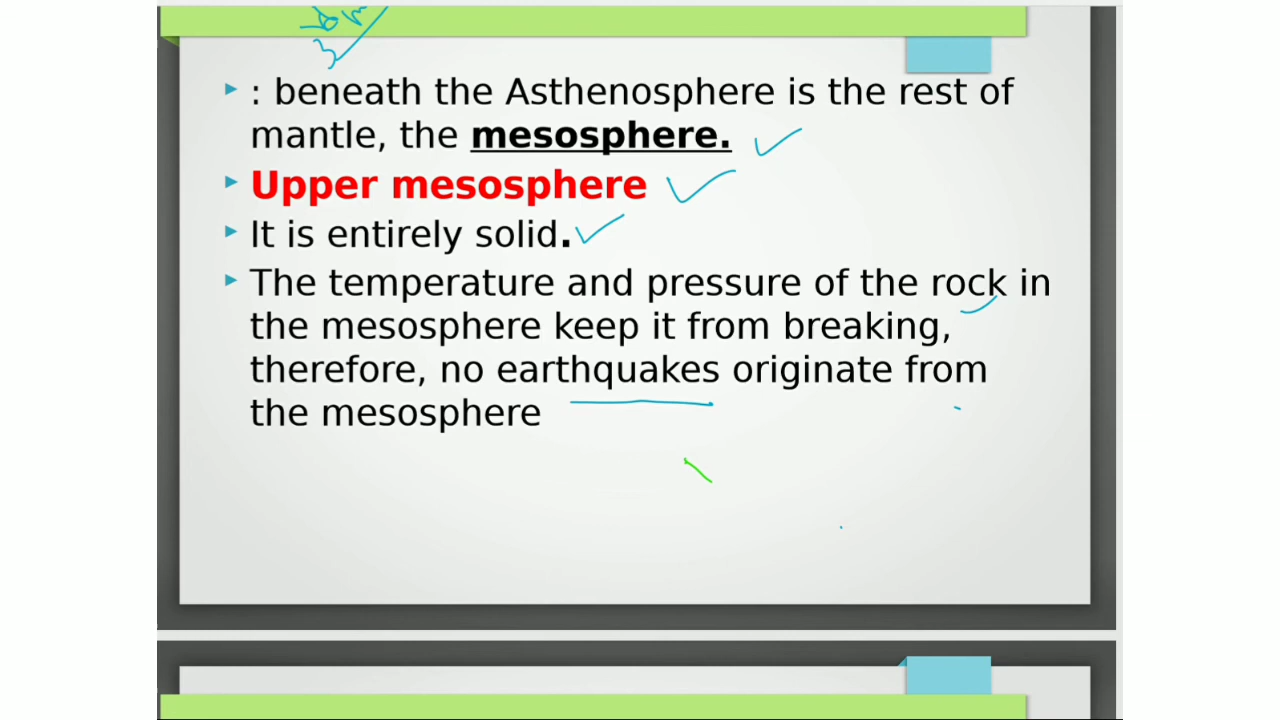 : beneath the Asthenosphere is the rest of
mantle, the mesosphere.
Upper mesosphere
It is entirely solid.
The temperature and pressure of the rock in
the mesosphere keep it from breaking,
therefore, no earthquakes originate from
the mesosphere